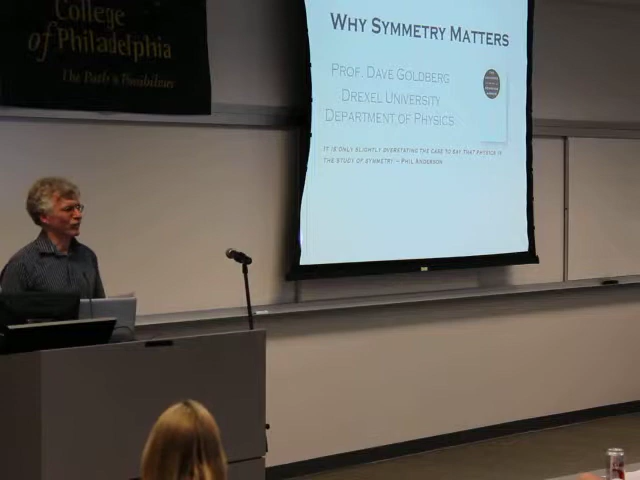 College
of Philadelphia
The Path to Possibilities
WHY SYMMETRY MATTERS
PROF. DAVE GOLDBERG
DREXEL UNIVERSITY
DEPARTMENT OF PHYSICS
IT IS ONLY SLIGHTLY OVERSTATING THE CASE TO SAY THAT PHYSICS IS
THE STUDY OF SYMMETRY – PHIL ANDERSON